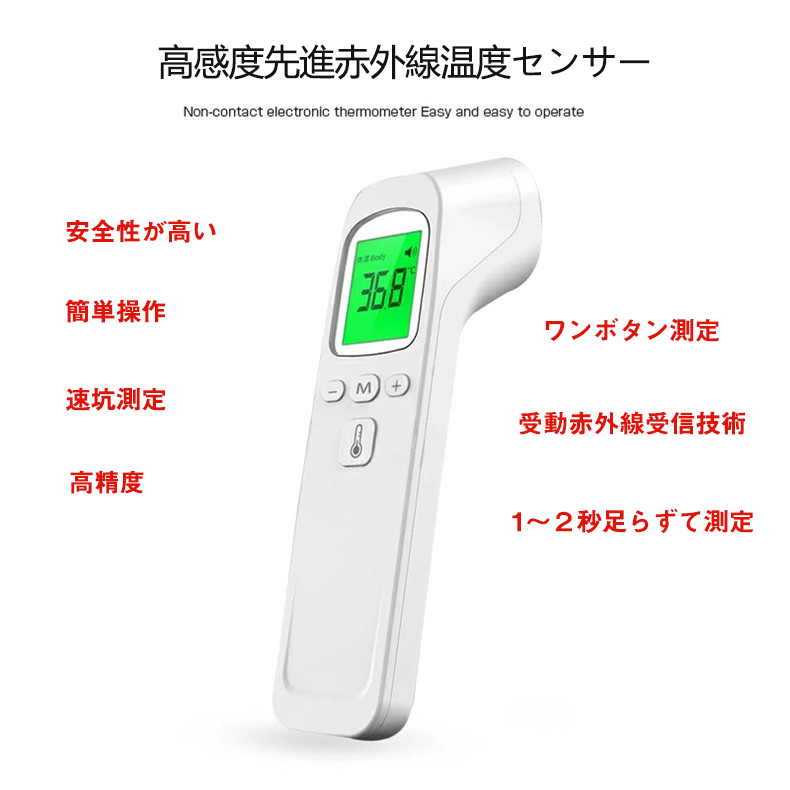 高感度先進赤外線温度センサー
Non-contact electronic thermometer Easy and easy to operate
安全性が高い
簡単操作
速坑測定
高精度
体温 Body
36.8
°C
− M +
ワンボタン測定
受動赤外線受信技術
1～２秒足らずて測定